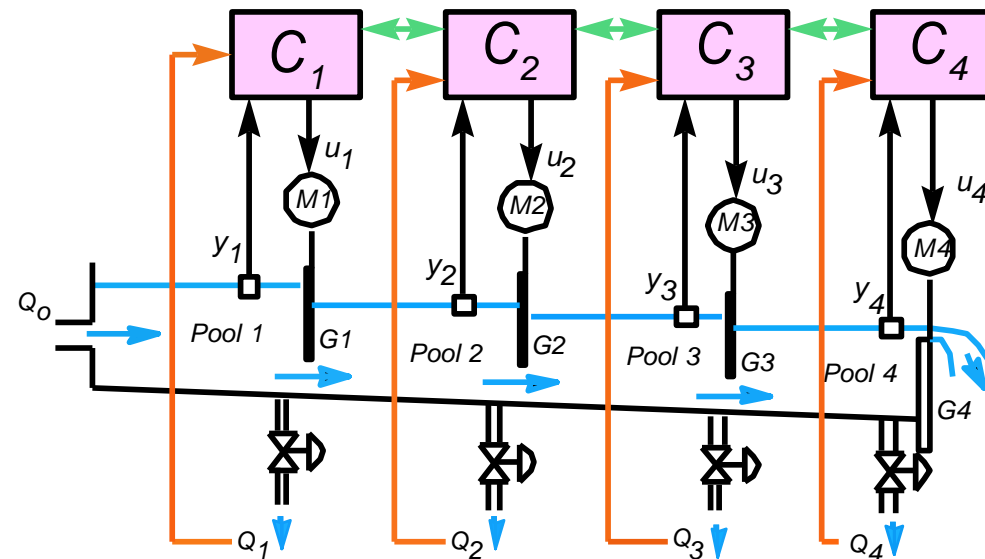 C1 C2 C3 C4
u1 u2 u3 u4
M1 M2 M3 M4
y1 y2 y3 y4
Qo
Pool 1 G1 Pool 2 G2 Pool 3 G3 Pool 4
G4
Q1 Q2 Q3 Q4